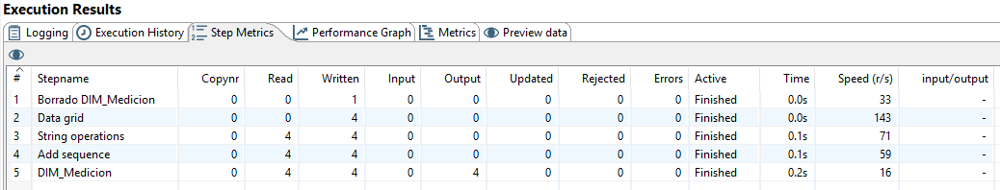 Execution Results
Logging Execution History Step Metrics Performance Graph Metrics Preview data
# Stepname Copynr Read Written Input Output Updated Rejected Errors Active Time Speed (r/s) input/output
1 Borrado DIM_Medicion 0 0 1 0 0 0 0 0 Finished 0.0s 33 -
2 Data grid 0 0 4 0 0 0 0 0 Finished 0.0s 143 -
3 String operations 0 4 4 0 0 0 0 0 Finished 0.1s 71 -
4 Add sequence 0 4 4 0 0 0 0 0 Finished 0.1s 59 -
5 DIM_Medicion 0 4 4 0 4 0 0 0 Finished 0.2s 16 -